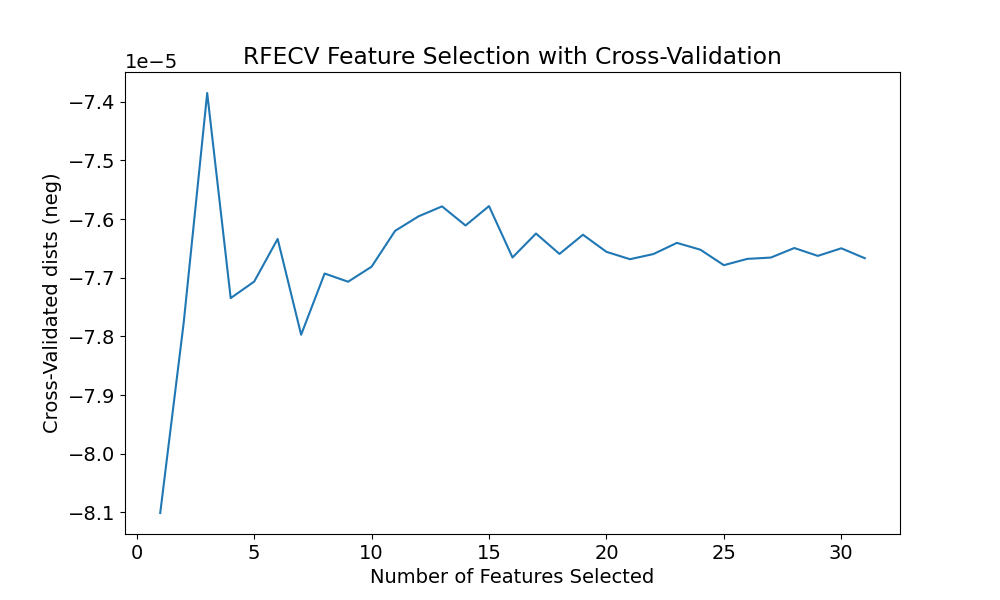 RFECV Feature Selection with Cross-Validation
1e−5
−7.4
−7.5
−7.6
−7.7
−7.8
−7.9
−8.0
−8.1
Cross-Validated dists (neg)
0 5 10 15 20 25 30
Number of Features Selected